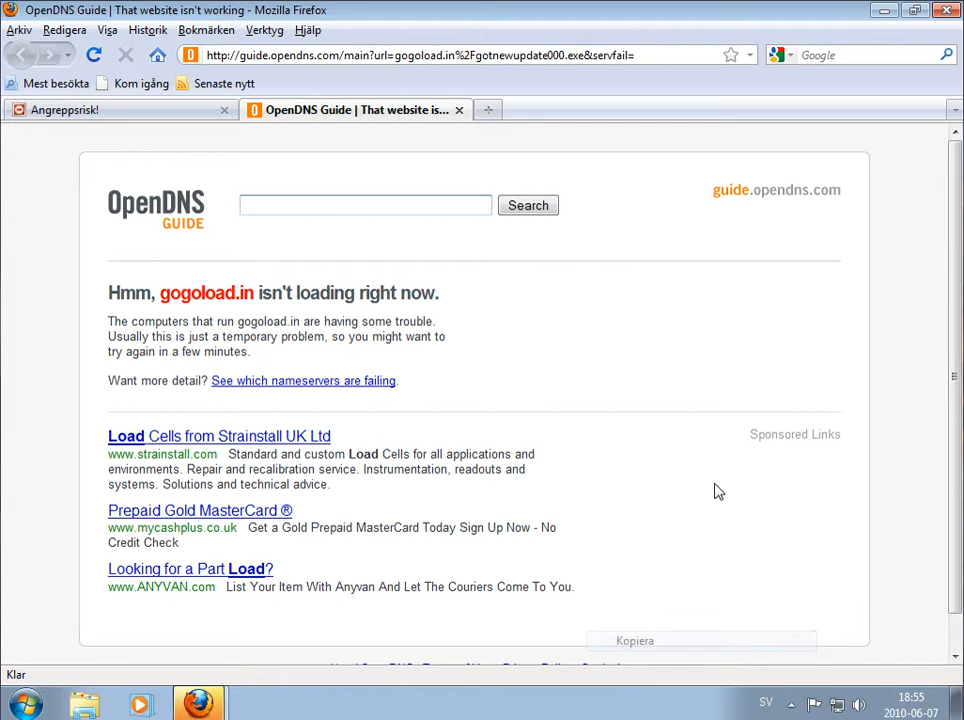 OpenDNS Guide | That website isn't working - Mozilla Firefox
Arkiv Redigera Visa Historik Bokmärken Verktyg Hjälp
http://guide.opendns.com/main?url=gogoload.in%2Fgotnewupdate000.exe&servfail= Google
Mest besökta Kom igång Senaste nytt
Angreppsrisk! OpenDNS Guide | That website is...
OpenDNS
GUIDE
Search
guide.opendns.com
Hmm, gogoload.in isn't loading right now.
The computers that run gogoload.in are having some trouble.
Usually this is just a temporary problem, so you might want to
try again in a few minutes.
Want more detail? See which nameservers are failing.
Load Cells from Strainstall UK Ltd
Sponsored Links
www.strainstall.com Standard and custom Load Cells for all applications and
environments. Repair and recalibration service. Instrumentation, readouts and
systems. Solutions and technical advice.
Prepaid Gold MasterCard ®
www.mycashplus.co.uk Get a Gold Prepaid MasterCard Today Sign Up Now - No
Credit Check
Looking for a Part Load?
www.ANYVAN.com List Your Item With Anyvan And Let The Couriers Come To You.
Kopiera
Klar
SV
18:55
2010-06-07